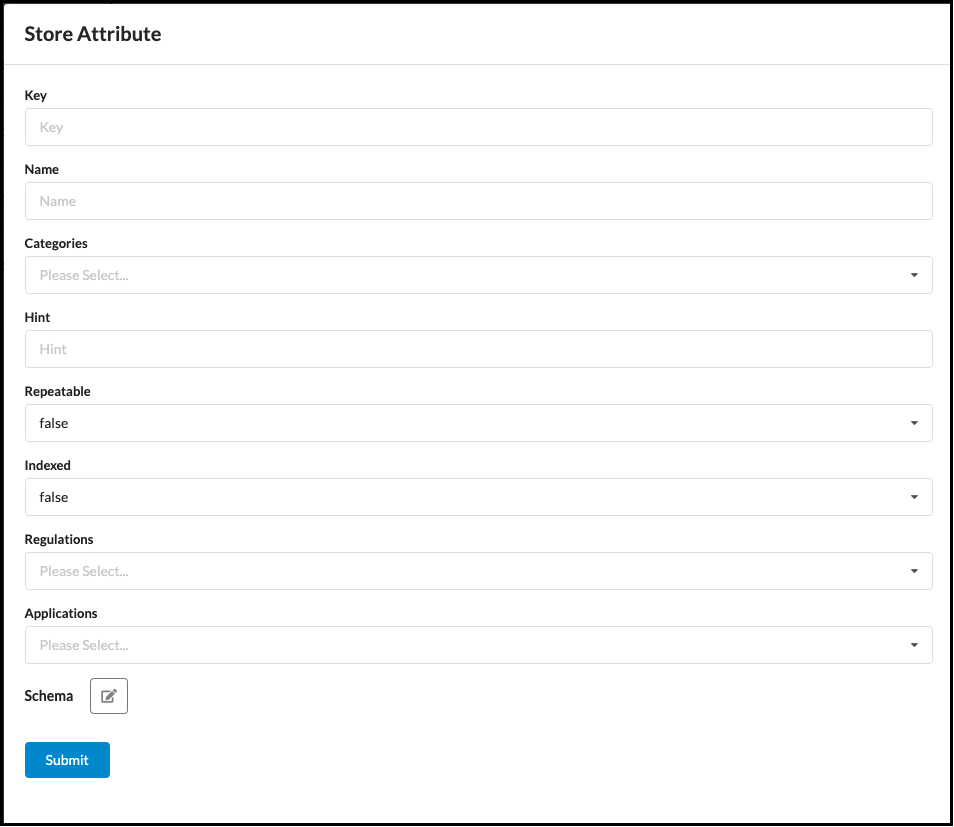 Store Attribute
Key
Key
Name
Name
Categories
Please Select...
Hint
Hint
Repeatable
false
Indexed
false
Regulations
Please Select...
Applications
Please Select...
Schema
Submit